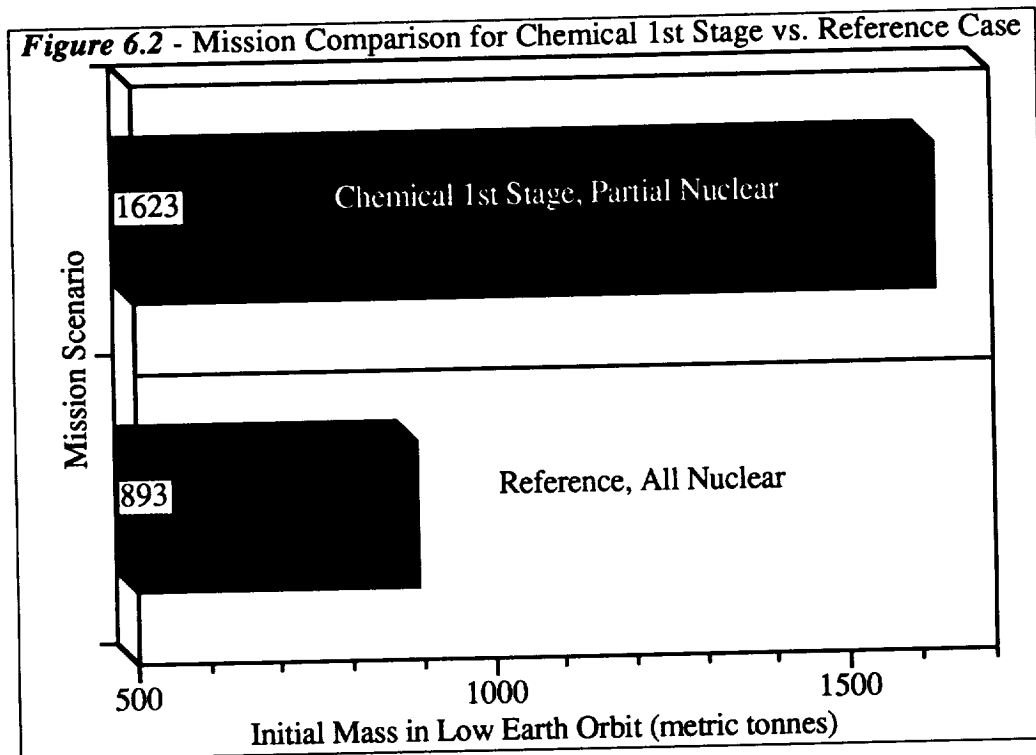 Figure 6.2 - Mission Comparison for Chemical 1st Stage vs. Reference Case
1623
Chemical 1st Stage, Partial Nuclear
Mission Scenario
893
Reference, All Nuclear
500
1000
1500
Initial Mass in Low Earth Orbit (metric tonnes)